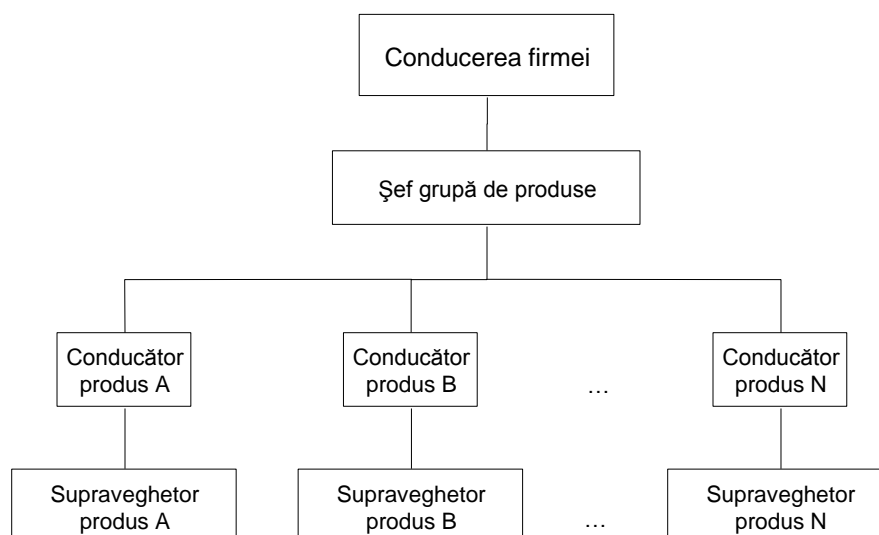 Conducerea firmei
Şef grupă de produse
Conducător
produs A
Conducător
produs B
...
Conducător
produs N
Supraveghetor
produs A
Supraveghetor
produs B
...
Supraveghetor
produs N